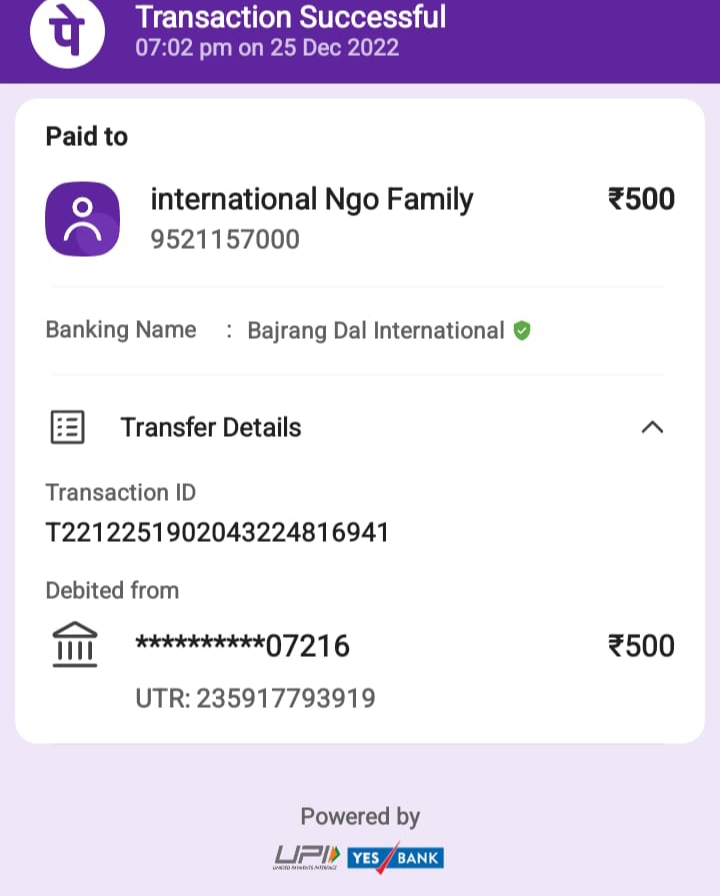 पे
Transaction Successful
07:02 pm on 25 Dec 2022
Paid to
international Ngo Family ₹500
9521157000
Banking Name : Bajrang Dal International
Transfer Details
Transaction ID
T2212251902043224816941
Debited from
**********07216 ₹500
UTR: 235917793919
Powered by
UPI YES BANK
UNIFIED PAYMENTS INTERFACE